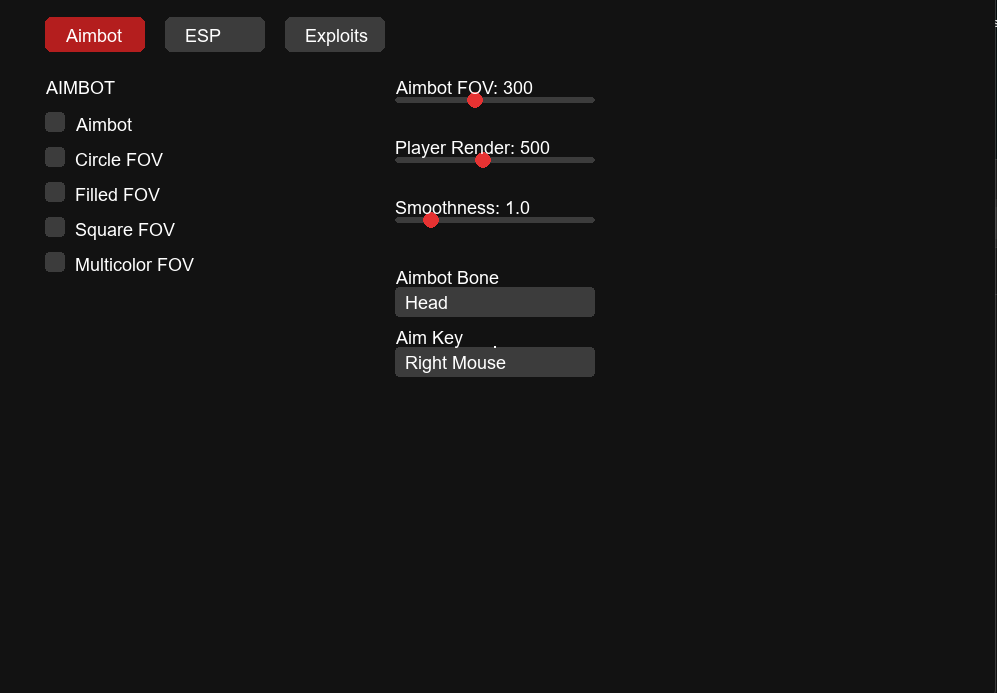 Aimbot ESP Exploits
AIMBOT
Aimbot
Circle FOV
Filled FOV
Square FOV
Multicolor FOV
Aimbot FOV: 300
Player Render: 500
Smoothness: 1.0
Aimbot Bone
Head
Aim Key
Right Mouse